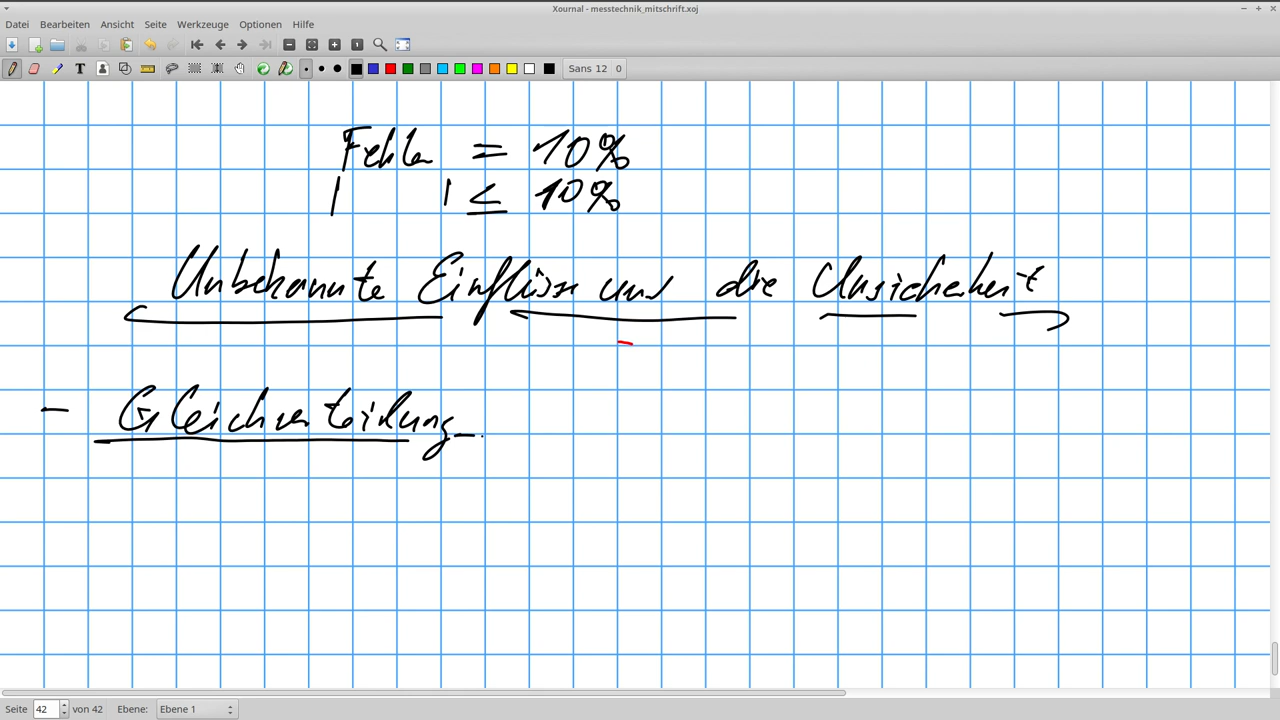 Xournal - messtechnik_mitschrift.xoj
Datei Bearbeiten Ansicht Seite Werkzeuge Optionen Hilfe
Sans 12 0
Fehler = 10%
| | ≤ 10%
Unbekannte Einflüsse und die Unsicherheit
- Gleichverteilung
Seite 42 von 42 Ebene: Ebene 1